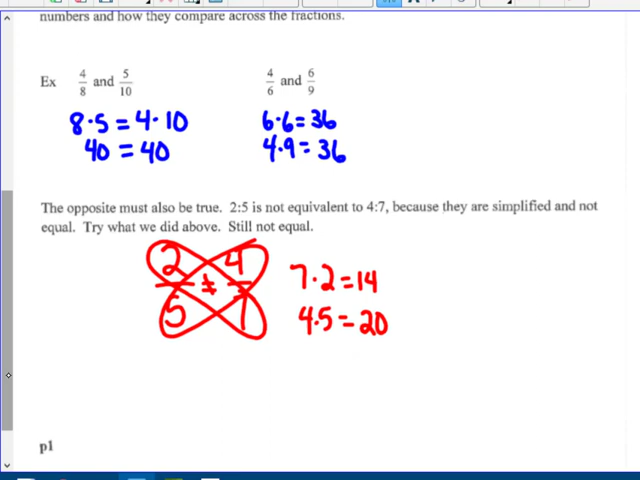 numbers and how they compare across the fractions.
Ex 4/8 and 5/10 4/6 and 6/9
8·5 = 4·10 6·6 = 36
40 = 40 4·9 = 36
The opposite must also be true. 2:5 is not equivalent to 4:7, because they are simplified and not
equal. Try what we did above. Still not equal.
2/5 ≠ 4/7
7·2 = 14
4·5 = 20
p1